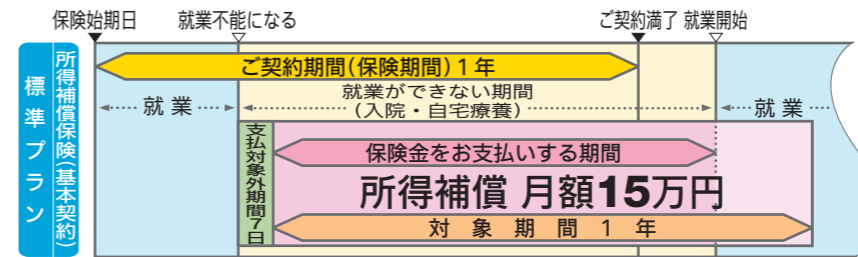 保険始期日 就業不能になる ご契約満了 就業開始
標準プラン
所得補償保険(基本契約)
ご契約期間(保険期間)1年
就業
就業ができない期間
(入院・自宅療養)
就業
支払対象外期間7日
保険金をお支払いする期間
所得補償 月額15万円
対象期間1年